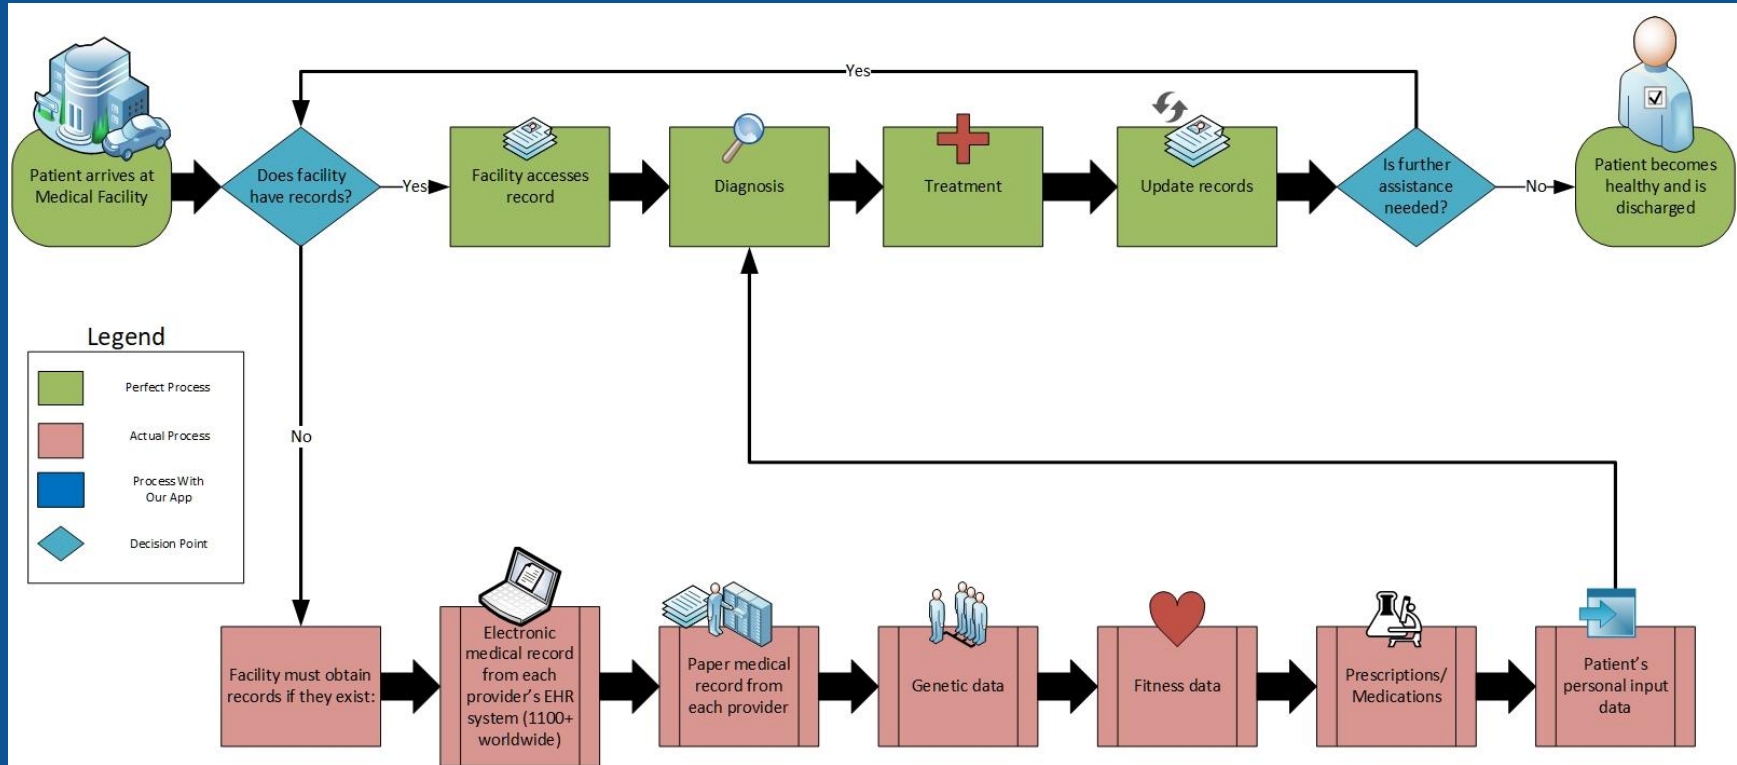 Yes
Patient arrives at
Medical Facility
Does facility
have records?
Yes
Facility accesses
record
Diagnosis
Treatment
Update records
Is further
assistance
needed?
No
Patient becomes
healthy and is
discharged
Legend
Perfect Process
Actual Process
Process With
Our App
Decision Point
No
Facility must obtain
records if they exist:
Electronic
medical record
from each
provider's EHR
system (1100+
worldwide)
Paper medical
record from
each provider
Genetic data
Fitness data
Prescriptions/
Medications
Patient's
personal input
data